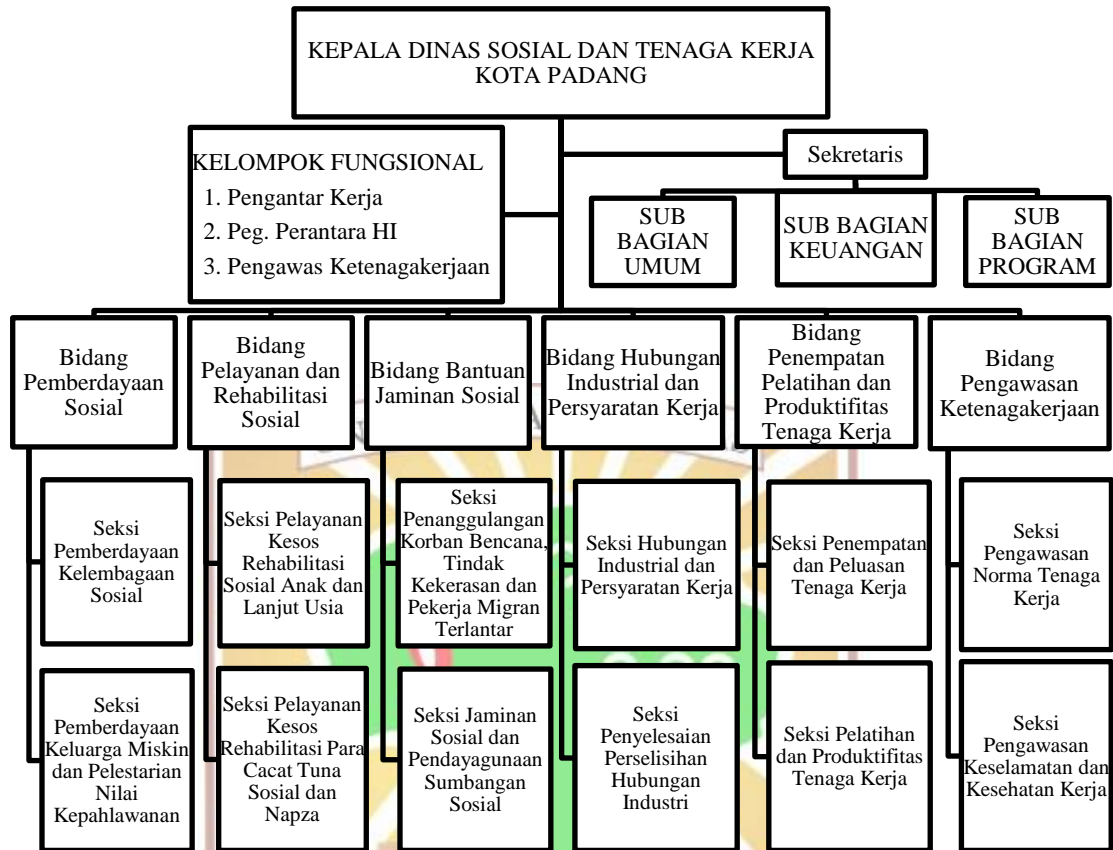 KEPALA DINAS SOSIAL DAN TENAGA KERJA
KOTA PADANG
KELOMPOK FUNGSIONAL
1. Pengantar Kerja
2. Peg. Perantara HI
3. Pengawas Ketenagakerjaan
Sekretaris
SUB
BAGIAN
UMUM
SUB BAGIAN
KEUANGAN
SUB
BAGIAN
PROGRAM
Bidang
Pemberdayaan
Sosial
Bidang
Pelayanan dan
Rehabilitasi
Sosial
Bidang Bantuan
Jaminan Sosial
Bidang Hubungan
Industrial dan
Persyaratan Kerja
Bidang
Penempatan
Pelatihan dan
Produktifitas
Tenaga Kerja
Bidang
Pengawasan
Ketenagakerjaan
Seksi
Pemberdayaan
Kelembagaan
Sosial
Seksi Pelayanan
Kesos
Rehabilitasi
Sosial Anak dan
Lanjut Usia
Seksi
Penanggulangan
Korban Bencana,
Tindak
Kekerasan dan
Pekerja Migran
Terlantar
Seksi Hubungan
Industrial dan
Persyaratan Kerja
Seksi Penempatan
dan Peluasan
Tenaga Kerja
Seksi
Pengawasan
Norma Tenaga
Kerja
Seksi
Pemberdayaan
Keluarga Miskin
dan Pelestarian
Nilai
Kepahlawanan
Seksi Pelayanan
Kesos
Rehabilitasi Para
Cacat Tuna
Sosial dan
Napza
Seksi Jaminan
Sosial dan
Pendayagunaan
Sumbangan
Sosial
Seksi
Penyelesaian
Perselisihan
Hubungan
Industri
Seksi Pelatihan
dan Produktifitas
Tenaga Kerja
Seksi
Pengawasan
Keselamatan dan
Kesehatan Kerja